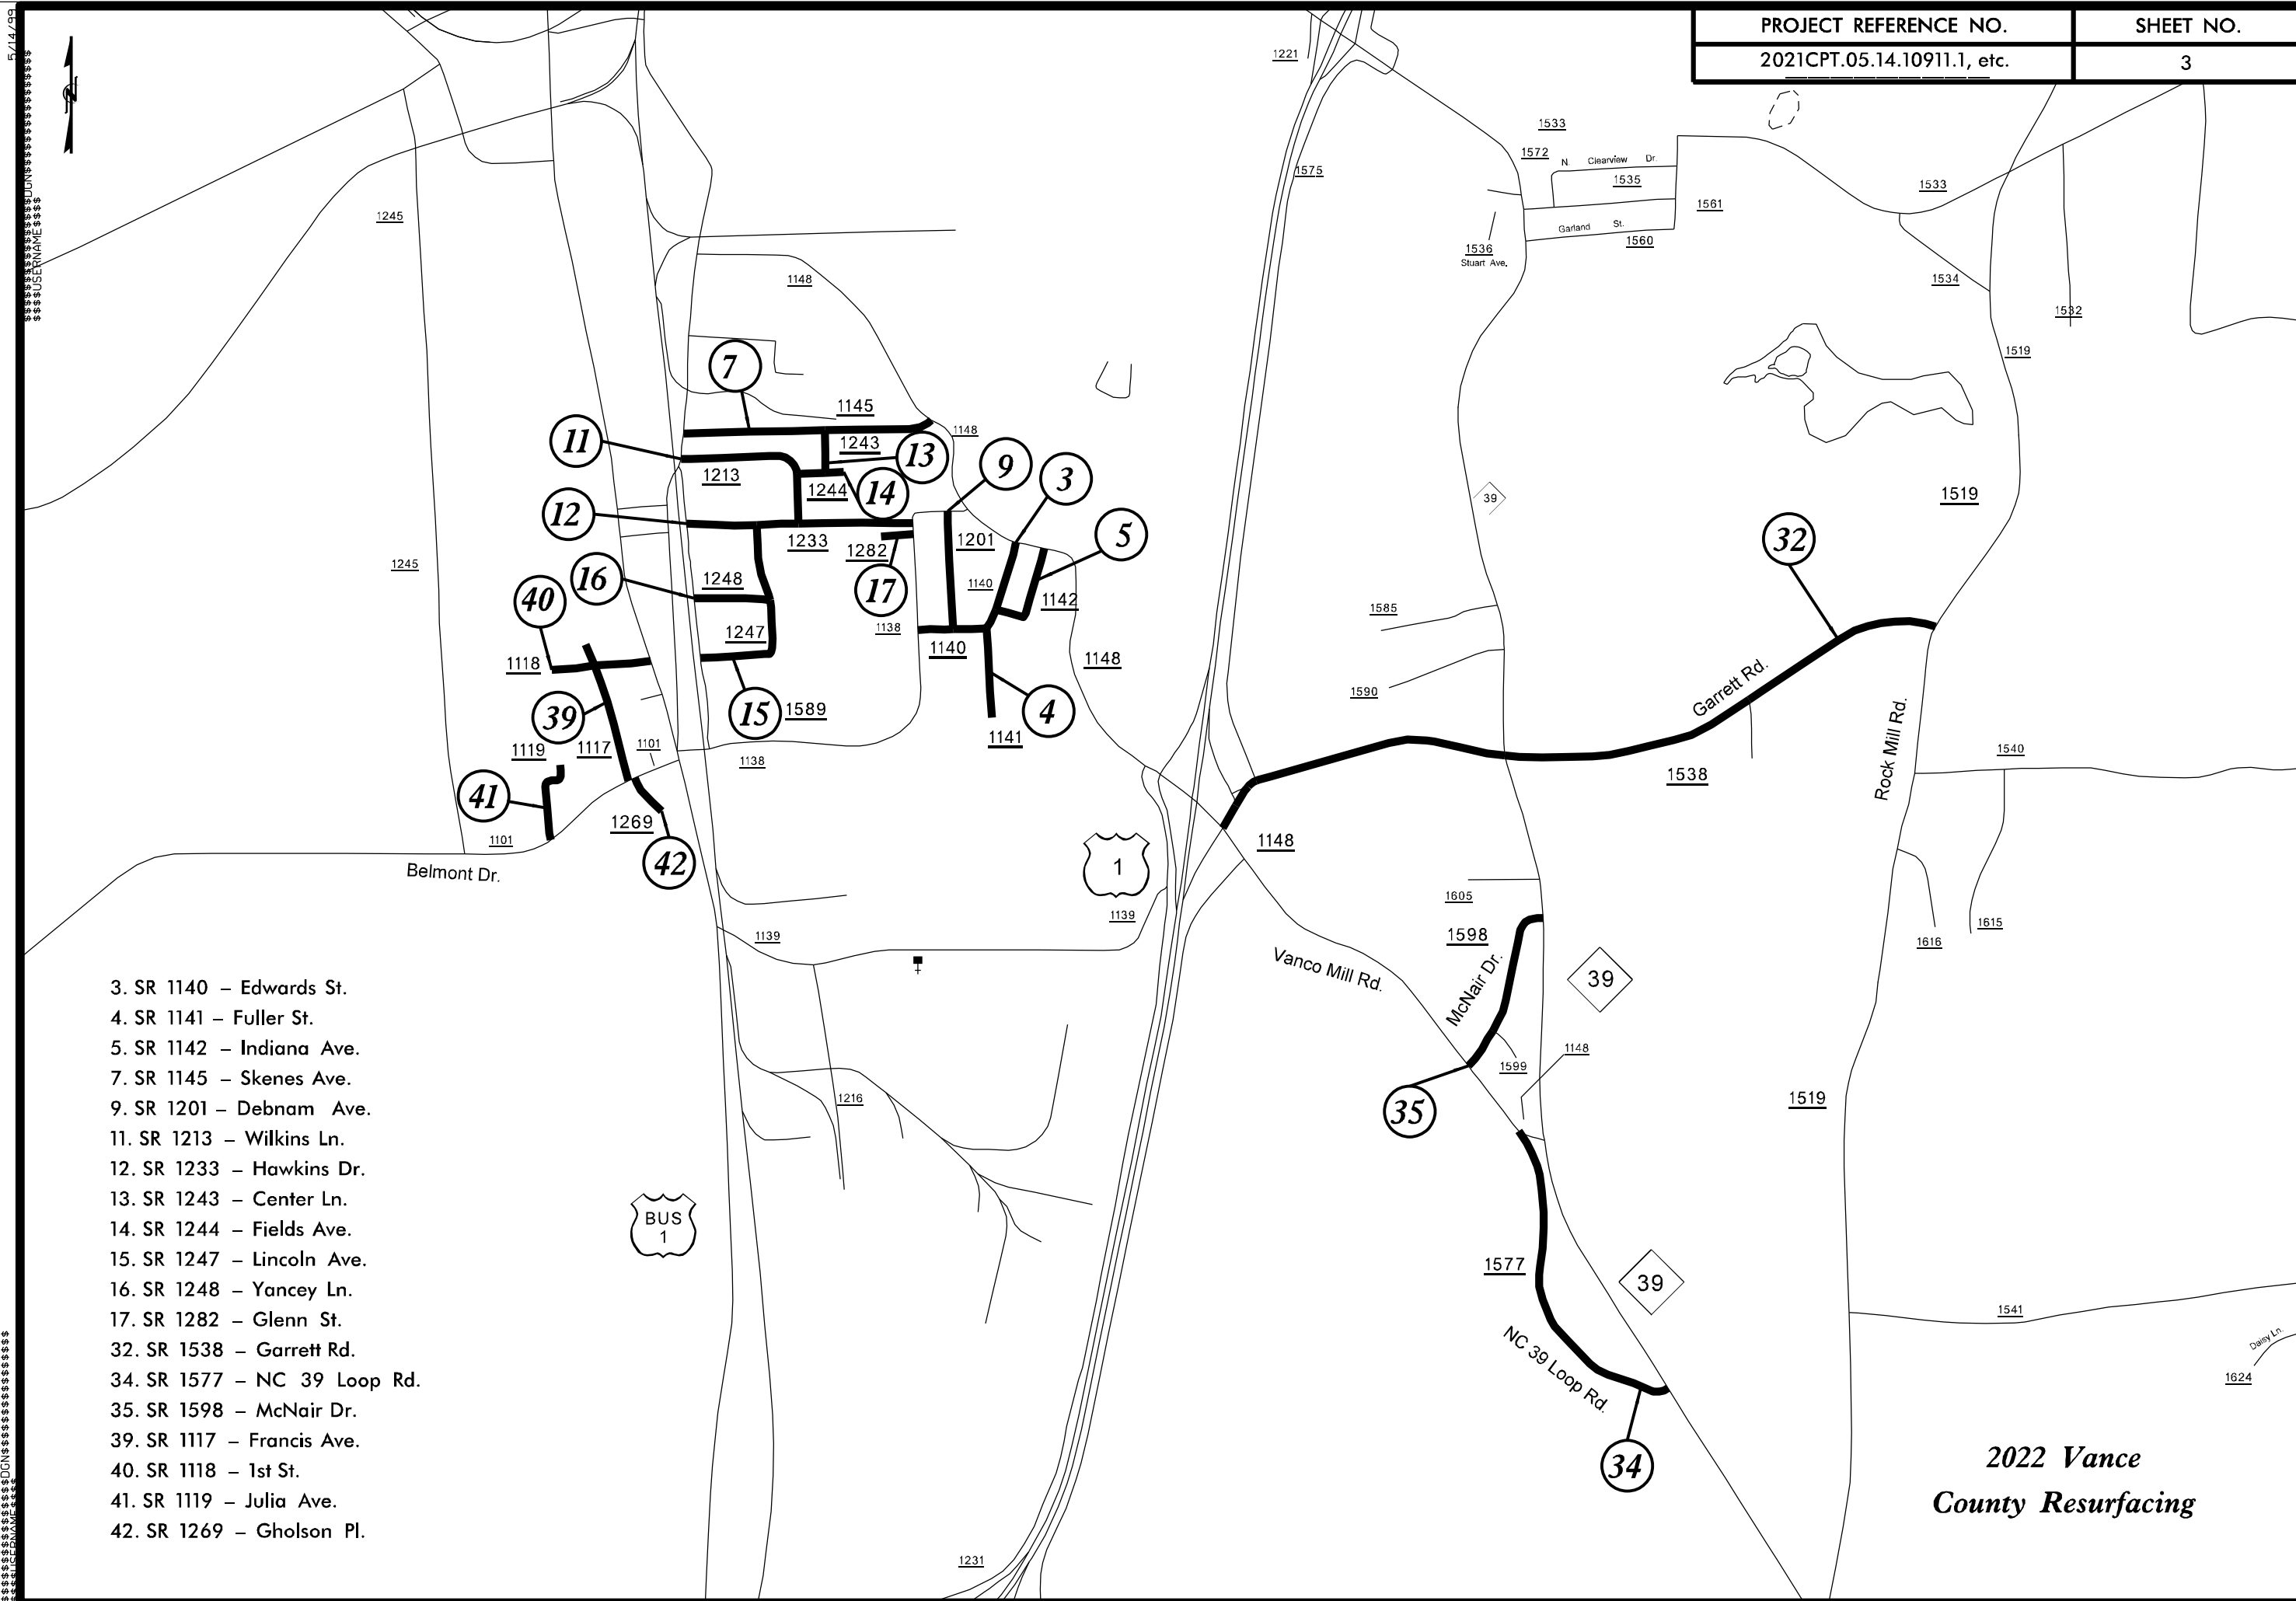 PROJECT REFERENCE NO.
SHEET NO.
2021CPT.05.14.10911.1, etc.
3
5/14/99
N
1221
1575
1533
1572
N. Clearview Dr.
1535
1533
1561
Garland St.
1560
1536
Stuart Ave.
1534
1532
1519
1245
1148
7
1145
11
1243
13
1148
1213
1244
14
9
3
39
1519
12
1233
1282
1201
5
32
1245
16
1248
17
1140
1142
40
1585
1247
1138
1140
1118
1148
Garrett Rd.
1590
39
15
1589
4
Rock Mill Rd.
1119
1117
1101
1138
1141
1540
1538
41
1269
1101
1148
1
42
Belmont Dr.
1605
1139
1139
1598
1615
1616
Vanco Mill Rd.
McNair Dr.
39
3. SR 1140 – Edwards St.
4. SR 1141 – Fuller St.
5. SR 1142 – Indiana Ave.
7. SR 1145 – Skenes Ave.
9. SR 1201 – Debnam Ave.
11. SR 1213 – Wilkins Ln.
12. SR 1233 – Hawkins Dr.
13. SR 1243 – Center Ln.
14. SR 1244 – Fields Ave.
15. SR 1247 – Lincoln Ave.
16. SR 1248 – Yancey Ln.
17. SR 1282 – Glenn St.
32. SR 1538 – Garrett Rd.
34. SR 1577 – NC 39 Loop Rd.
35. SR 1598 – McNair Dr.
39. SR 1117 – Francis Ave.
40. SR 1118 – 1st St.
41. SR 1119 – Julia Ave.
42. SR 1269 – Gholson Pl.
1148
1599
1216
35
1519
BUS
1
1577
39
1541
NC 39 Loop Rd.
Daisy Ln.
1624
34
2022 Vance
County Resurfacing
1231